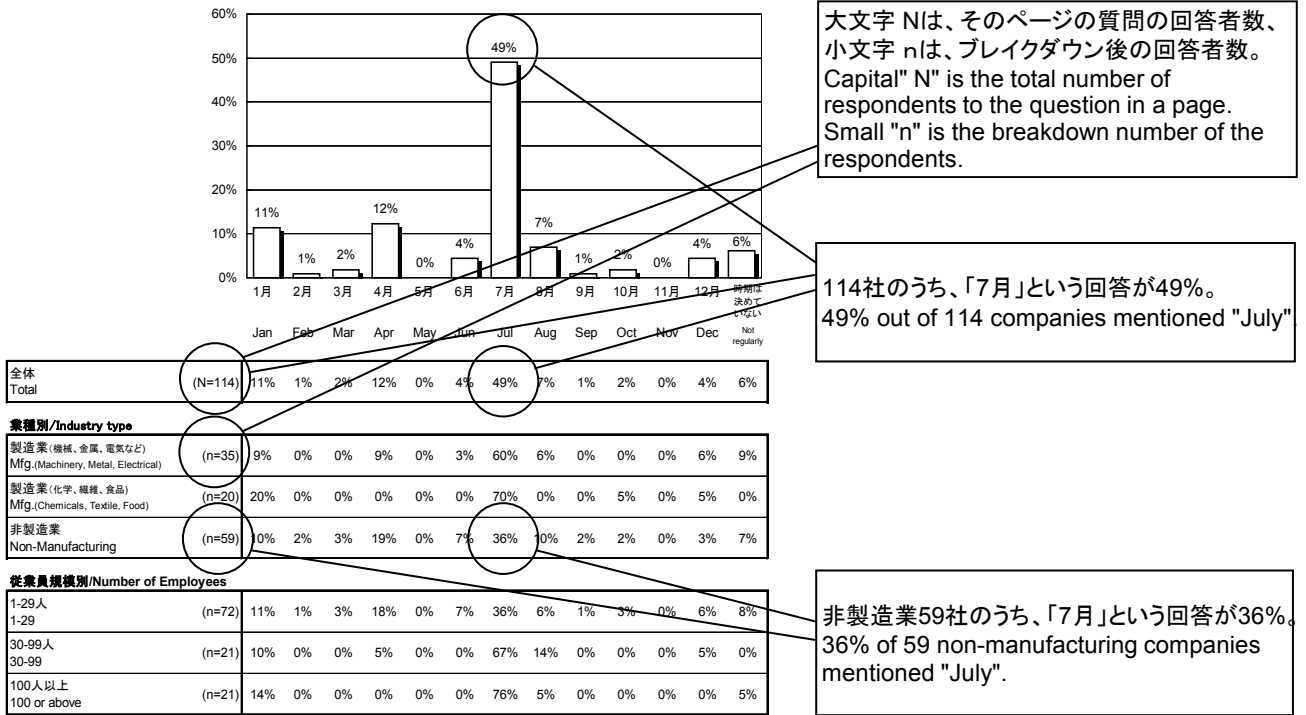 60%
50%
40%
30%
20%
10%
0%
11%
1%
2%
12%
0%
4%
49%
7%
1%
2%
0%
4%
6%
1月 2月 3月 4月 5月 6月 7月 8月 9月 10月 11月 12月 時期は
決めて
いない
Jan Feb Mar Apr May Jun Jul Aug Sep Oct Nov Dec Not
regularly
全体
Total (N=114) 11% 1% 2% 12% 0% 4% 49% 7% 1% 2% 0% 4% 6%
業種別/Industry type
製造業(機械、金属、電気など)
Mfg.(Machinery, Metal, Electrical) (n=35) 9% 0% 0% 9% 0% 3% 60% 6% 0% 0% 0% 6% 9%
製造業(化学、繊維、食品)
Mfg.(Chemicals, Textile, Food) (n=20) 20% 0% 0% 0% 0% 0% 70% 0% 0% 5% 0% 5% 0%
非製造業
Non-Manufacturing (n=59) 10% 2% 3% 19% 0% 7% 36% 10% 2% 2% 0% 3% 7%
従業員規模別/Number of Employees
1-29人
1-29 (n=72) 11% 1% 3% 18% 0% 7% 36% 6% 1% 3% 0% 6% 8%
30-99人
30-99 (n=21) 10% 0% 0% 5% 0% 0% 67% 14% 0% 0% 0% 5% 0%
100人以上
100 or above (n=21) 14% 0% 0% 0% 0% 0% 76% 5% 0% 0% 0% 0% 5%
大文字 Nは、そのページの質問の回答者数、
小文字 nは、ブレイクダウン後の回答者数。
Capital" N" is the total number of
respondents to the question in a page.
Small "n" is the breakdown number of the
respondents.
114社のうち、「7月」という回答が49%。
49% out of 114 companies mentioned "July".
非製造業59社のうち、「7月」という回答が36%。
36% of 59 non-manufacturing companies
mentioned "July".